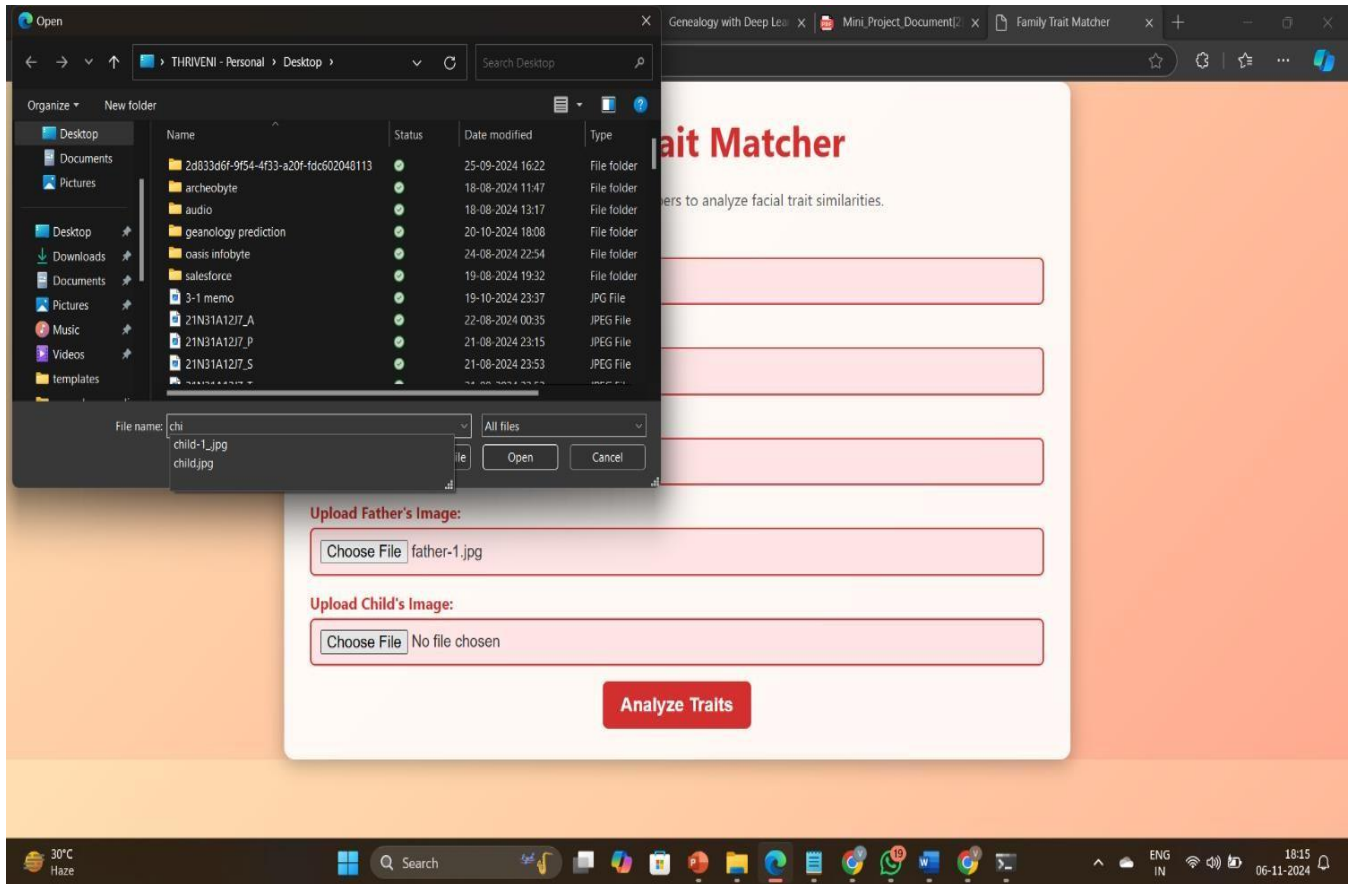 Open
Genealogy with Deep Lea
Mini_Project_Document[2
Family Trait Matcher
THRIVENI - Personal > Desktop >
Search Desktop
Organize
New folder
Desktop
Documents
Pictures
Desktop
Downloads
Documents
Pictures
Music
Videos
templates
Name Status Date modified Type
2d833d6f-9f54-4f33-a20f-fdc602048113 25-09-2024 16:22 File folder
archeobyte 18-08-2024 11:47 File folder
audio 18-08-2024 13:17 File folder
geanology prediction 20-10-2024 18:08 File folder
oasis infobyte 24-08-2024 22:54 File folder
salesforce 19-08-2024 19:32 File folder
3-1 memo 19-10-2024 23:37 JPG File
21N31A12J7_A 22-08-2024 00:35 JPEG File
21N31A12J7_P 21-08-2024 23:15 JPEG File
21N31A12J7_S 21-08-2024 23:53 JPEG File
File name: chi
All files
child-1_.jpg
child.jpg
Open
Cancel
ait Matcher
ers to analyze facial trait similarities.
Upload Father's Image:
Choose File father-1.jpg
Upload Child's Image:
Choose File No file chosen
Analyze Traits
30°C
Haze
Search
19
ENG
IN
18:15
06-11-2024